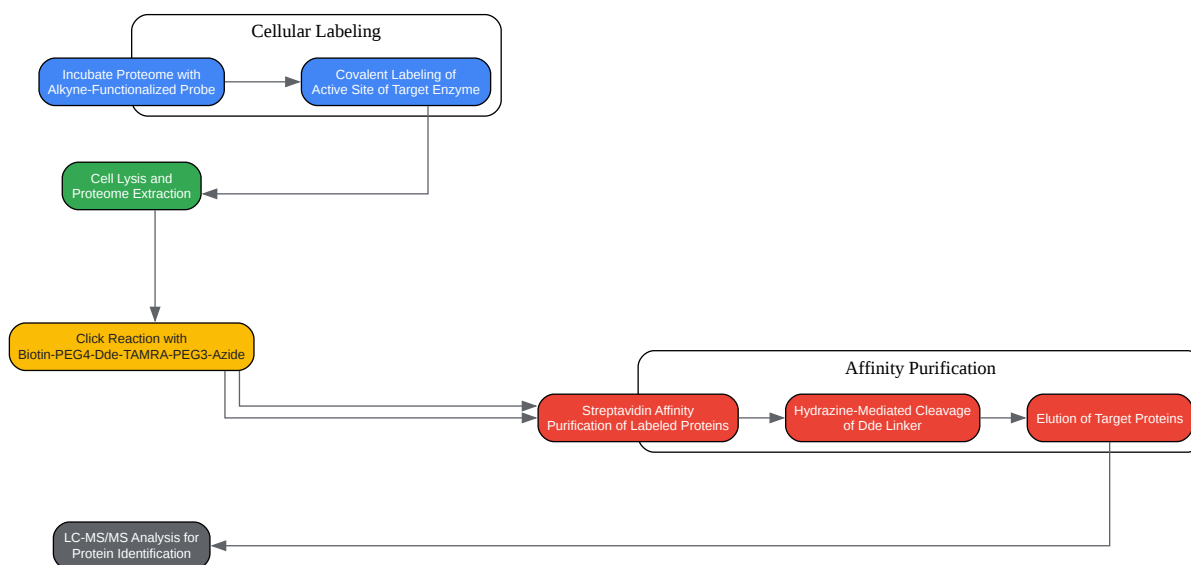 Cellular Labeling
Incubate Proteome with
Alkyne-Functionalized Probe
Covalent Labeling of
Active Site of Target Enzyme
Cell Lysis and
Proteome Extraction
Click Reaction with
Biotin-PEG4-Dde-TAMRA-PEG3-Azide
Affinity Purification
Streptavidin Affinity
Purification of Labeled Proteins
Hydrazine-Mediated Cleavage
of Dde Linker
Elution of Target Proteins
LC-MS/MS Analysis for
Protein Identification